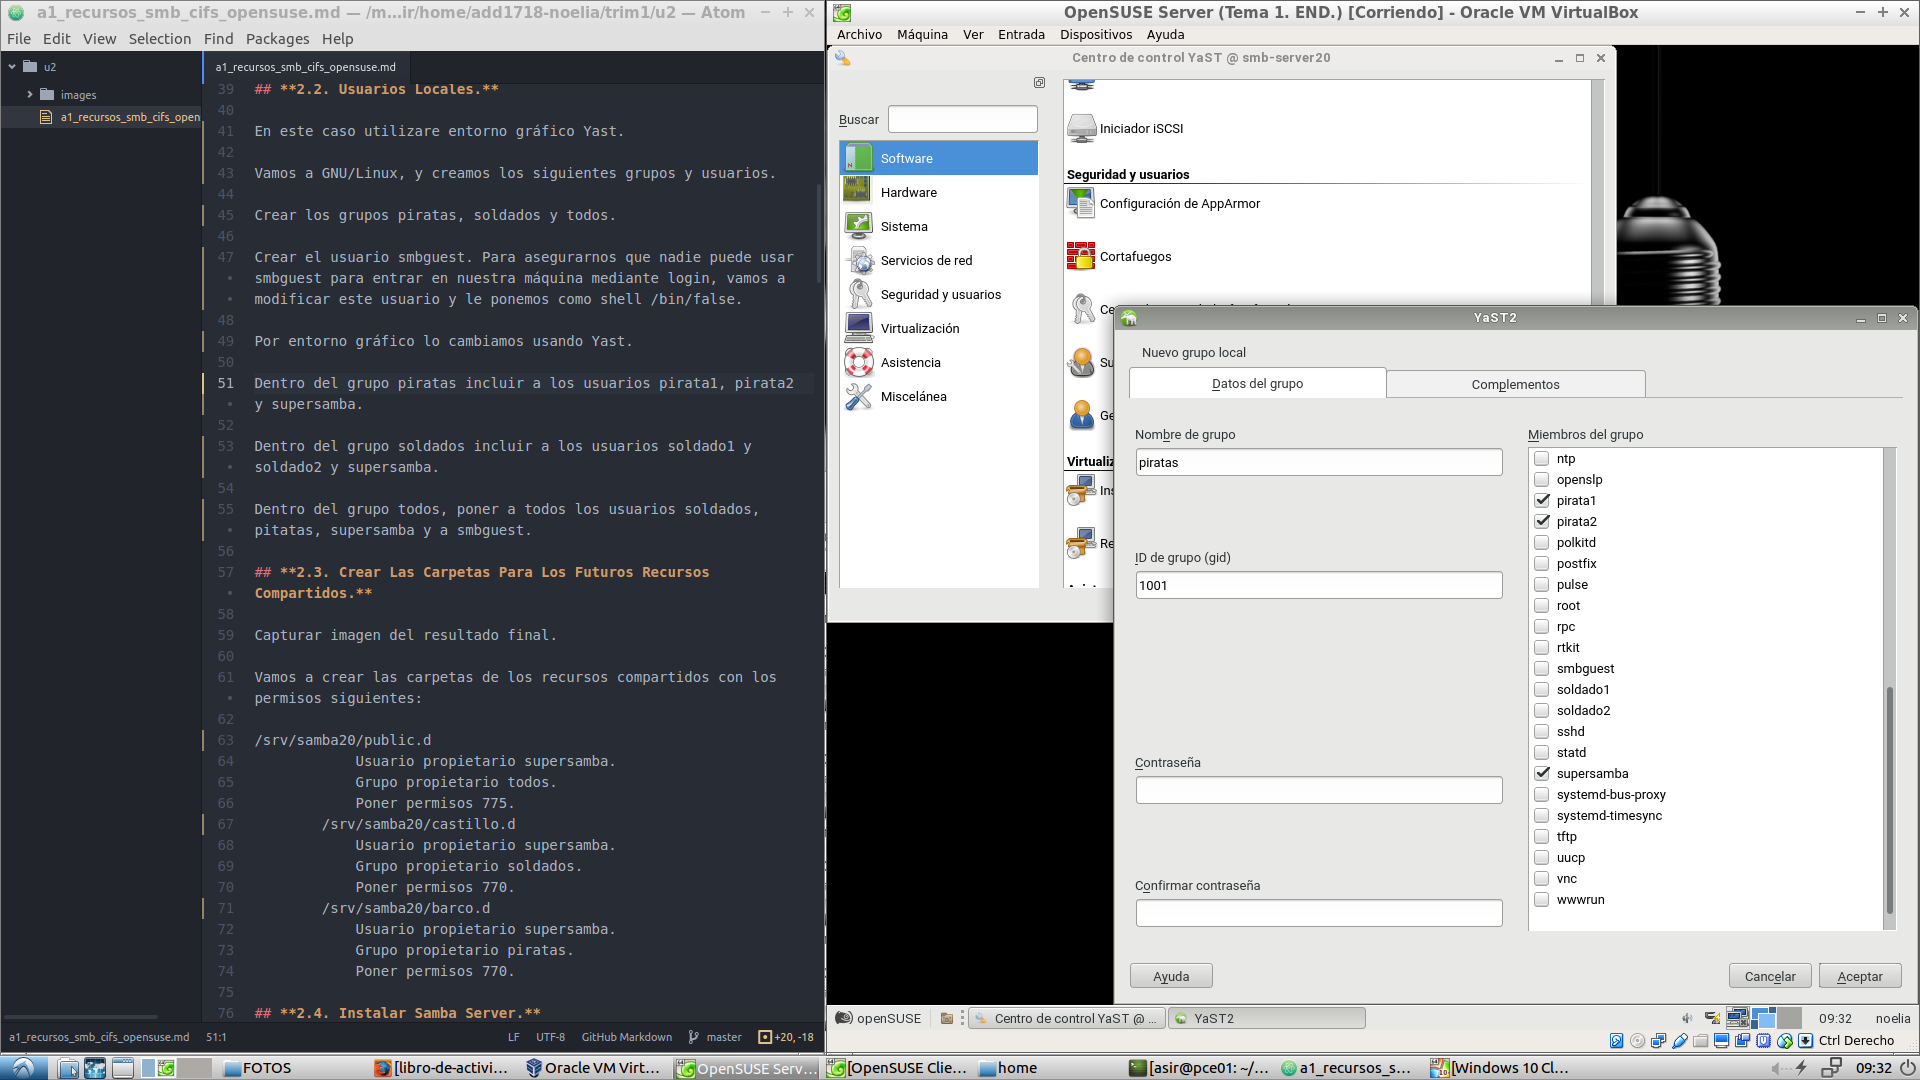 a1_recursos_smb_cifs_opensuse.md — /m...ir/home/add1718-noelia/trim1/u2 — Atom
File Edit View Selection Find Packages Help
u2
images
a1_recursos_smb_cifs_open
a1_recursos_smb_cifs_opensuse.md
39 ## **2.2. Usuarios Locales.**
40
41 En este caso utilizare entorno gráfico Yast.
42
43 Vamos a GNU/Linux, y creamos los siguientes grupos y usuarios.
44
45 Crear los grupos piratas, soldados y todos.
46
47 Crear el usuario smbguest. Para asegurarnos que nadie puede usar
• smbguest para entrar en nuestra máquina mediante login, vamos a
• modificar este usuario y le ponemos como shell /bin/false.
48
49 Por entorno gráfico lo cambiamos usando Yast.
50
51 Dentro del grupo piratas incluir a los usuarios pirata1, pirata2
• y supersamba.
52
53 Dentro del grupo soldados incluir a los usuarios soldado1 y
• soldado2 y supersamba.
54
55 Dentro del grupo todos, poner a todos los usuarios soldados,
• pitatas, supersamba y a smbguest.
56
57 ## **2.3. Crear Las Carpetas Para Los Futuros Recursos
• Compartidos.**
58
59 Capturar imagen del resultado final.
60
61 Vamos a crear las carpetas de los recursos compartidos con los
• permisos siguientes:
62
63 /srv/samba20/public.d
64 Usuario propietario supersamba.
65 Grupo propietario todos.
66 Poner permisos 775.
67 /srv/samba20/castillo.d
68 Usuario propietario supersamba.
69 Grupo propietario soldados.
70 Poner permisos 770.
71 /srv/samba20/barco.d
72 Usuario propietario supersamba.
73 Grupo propietario piratas.
74 Poner permisos 770.
75
76 ## **2.4. Instalar Samba Server.**
a1_recursos_smb_cifs_opensuse.md 51:1 LF UTF-8 GitHub Markdown master +20, -18
OpenSUSE Server (Tema 1. END.) [Corriendo] - Oracle VM VirtualBox
Archivo Máquina Ver Entrada Dispositivos Ayuda
Centro de control YaST @ smb-server20
Buscar
Software
Hardware
Sistema
Servicios de red
Seguridad y usuarios
Virtualización
Asistencia
Miscelánea
Iniciador iSCSI
Seguridad y usuarios
Configuración de AppArmor
Cortafuegos
Ce
Su
Ge
Virtualiz
Ins
Re
YaST2
Nuevo grupo local
Datos del grupo Complementos
Nombre de grupo
piratas
ID de grupo (gid)
1001
Contraseña
Confirmar contraseña
Miembros del grupo
ntp
openslp
pirata1
pirata2
polkitd
postfix
pulse
root
rpc
rtkit
smbguest
soldado1
soldado2
sshd
statd
supersamba
systemd-bus-proxy
systemd-timesync
tftp
uucp
vnc
wwwrun
Ayuda Cancelar Aceptar
openSUSE Centro de control YaST @ ... YaST2 09:32 noelia
Ctrl Derecho
FOTOS [libro-de-activi... Oracle VM Virt... OpenSUSE Serv... [OpenSUSE Clie... home [asir@pce01: ~/... a1_recursos_s... [Windows 10 Cl... 09:32